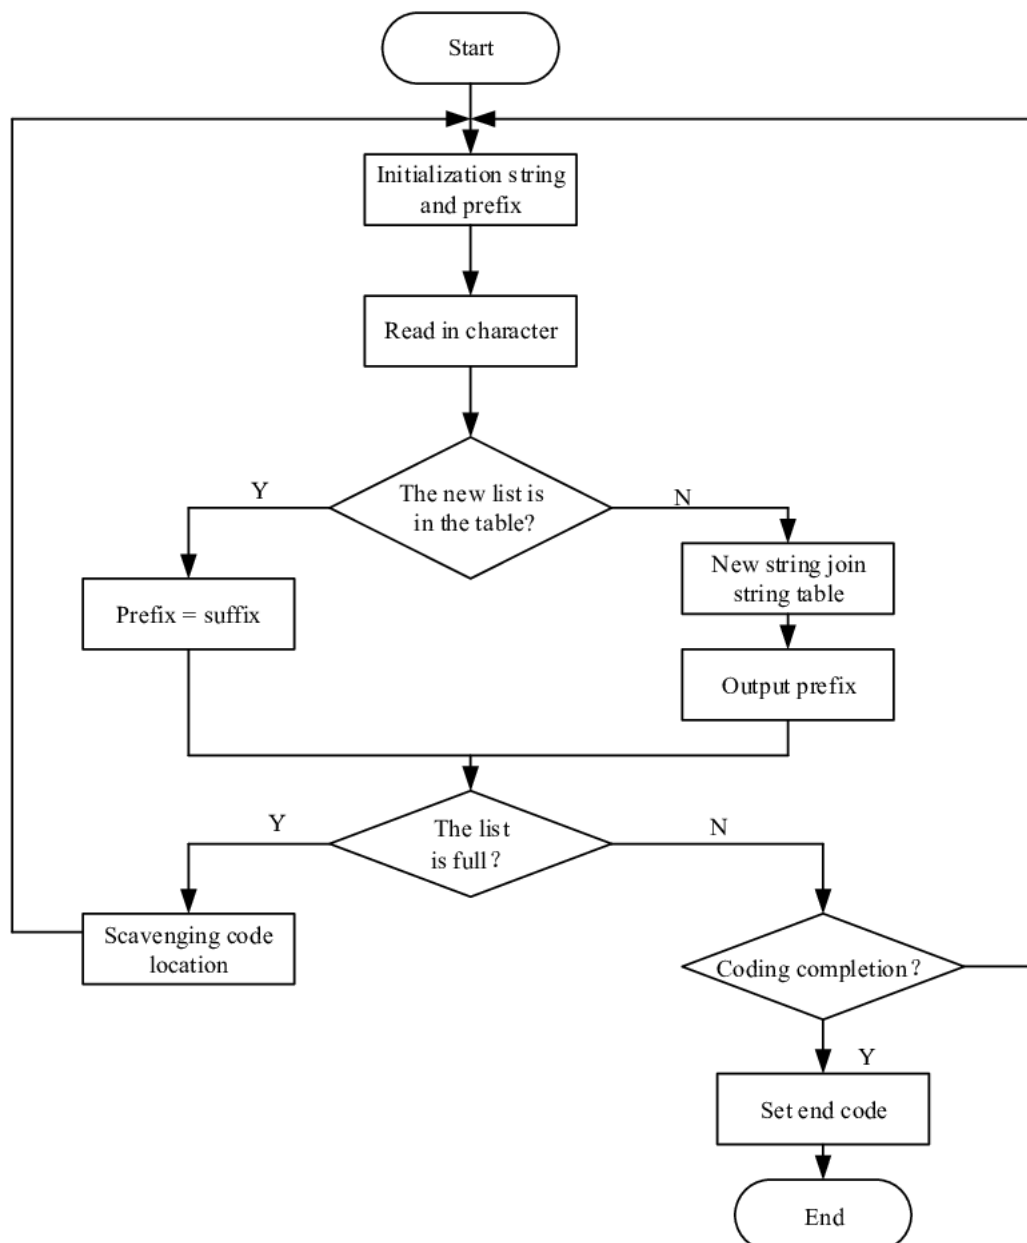 Start
Initialization string
and prefix
Read in character
The new list is
in the table?
Y
N
Prefix = suffix
New string join
string table
Output prefix
The list
is full?
Y
N
Scavenging code
location
Coding completion?
Y
Set end code
End